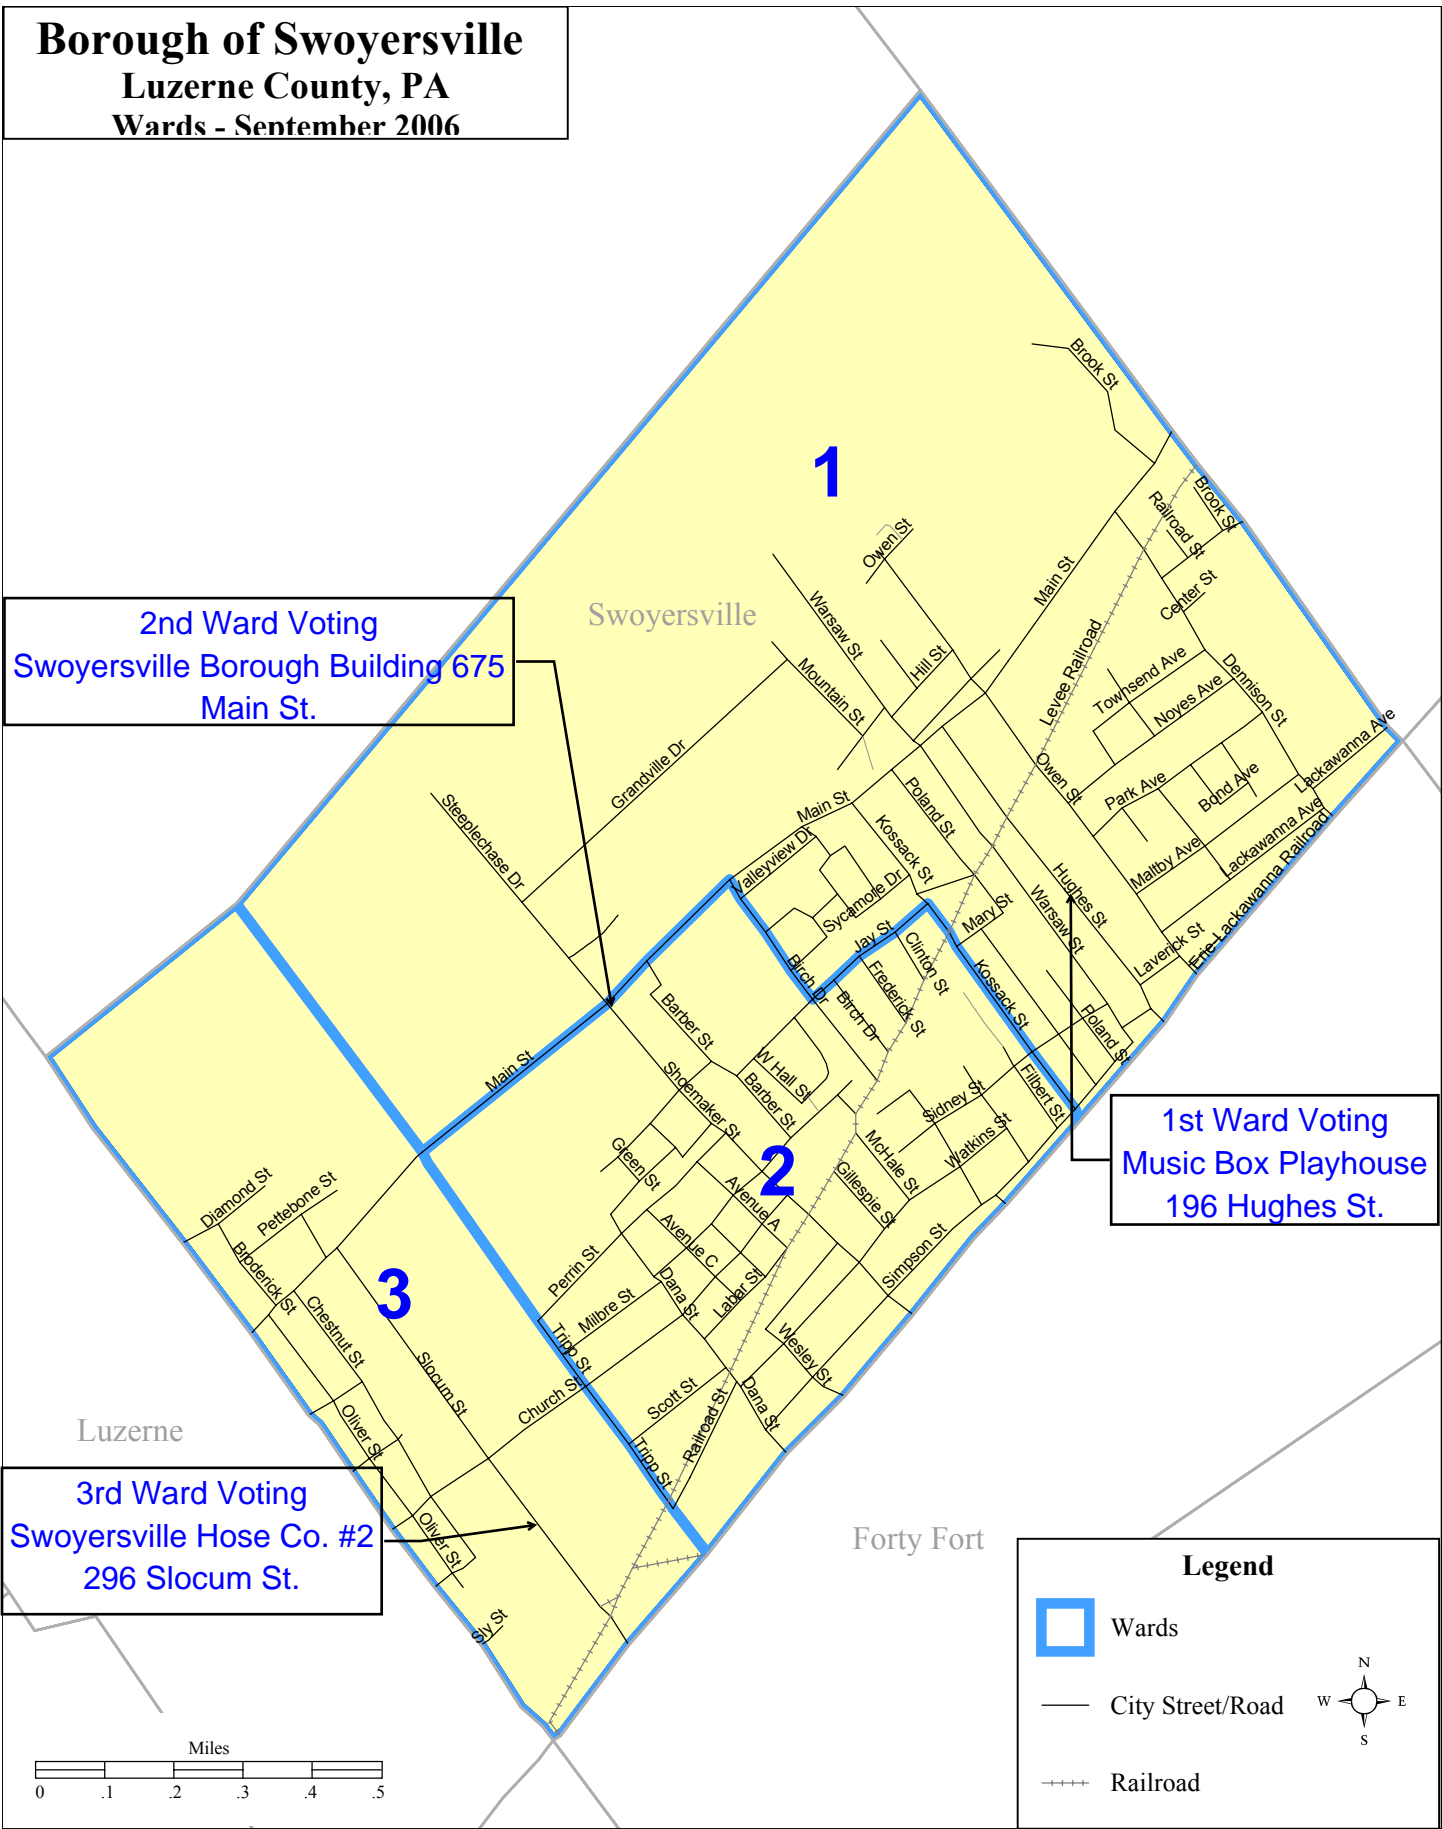 Borough of Swoyersville
Luzerne County, PA
Wards - September 2006
Brook St
1
Brook St
Railroad St
Owen St
Main St
Center St
Swoyersville
Warsaw St
2nd Ward Voting
Swoyersville Borough Building 675
Main St.
Hill St
Levee Railroad
Townsend Ave
Dennison St
Mountain St
Noyes Ave
Lackawanna Ave
Grandville Dr
Owen St
Park Ave
Bond Ave
Steeplechase Dr
Main St
Poland St
Kossack St
Valleyview Dr
Lackawanna Ave
Maltby Ave
Erie-Lackawanna Railroad
Sycamore Dr
Hughes St
Warsaw St
Mary St
Jay St
Clinton St
Laverick St
Birch Dr
Frederick St
Kossack St
Birch Dr
Barber St
Poland St
Main St
W Hall St
Shoemaker St
Barber St
Sidney St
Filbert St
1st Ward Voting
Music Box Playhouse
196 Hughes St.
Watkins St
McHale St
2
Green St
Gillespie St
Avenue A
Diamond St
Pettebone St
Avenue C
Simpson St
Broderick St
Perrin St
3
Dana St
Labar St
Milbre St
Chestnut St
Tripp St
Wesley St
Slocum St
Church St
Scott St
Dana St
Railroad St
Luzerne
Oliver St
Tripp St
3rd Ward Voting
Swoyersville Hose Co. #2
296 Slocum St.
Oliver St
Forty Fort
Sly St
Legend
Wards
N
W
E
S
City Street/Road
Railroad
Miles
0 .1 .2 .3 .4 .5